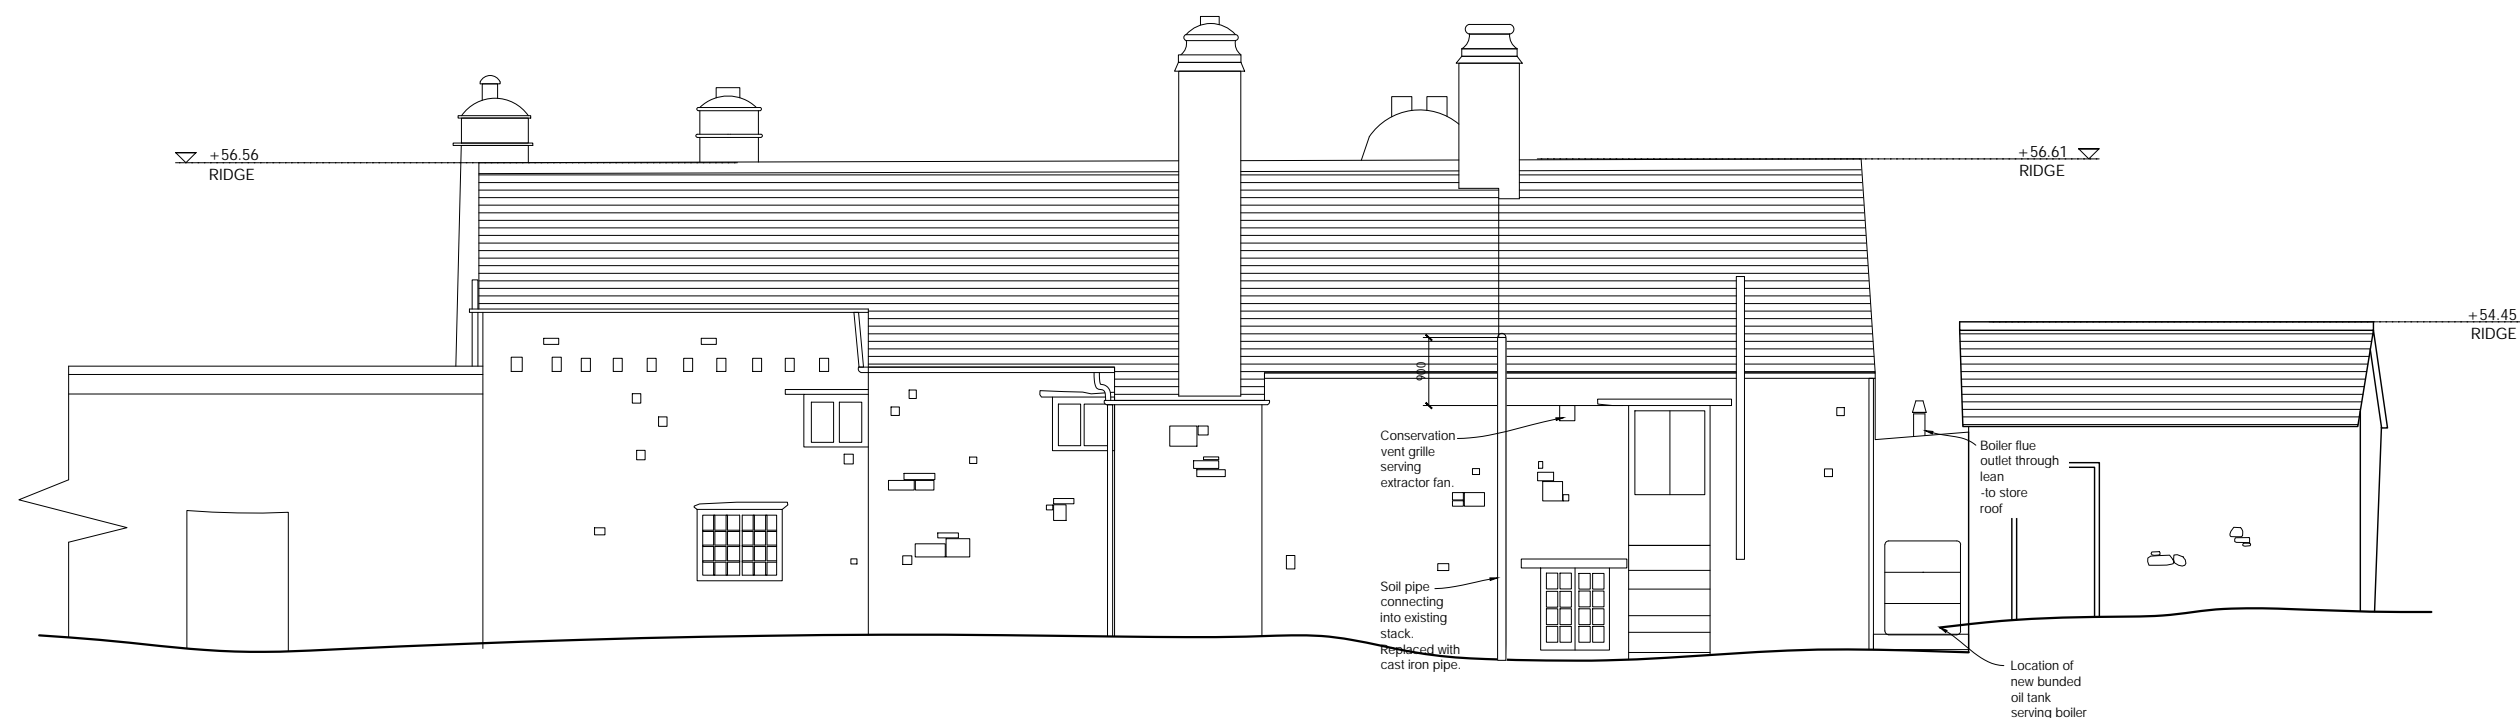 +56.56
RIDGE
+56.61
RIDGE
+54.45
RIDGE
900
Conservation
vent grille
serving
extractor fan.
Boiler flue
outlet through
lean
-to store
roof
Soil pipe
connecting
into existing
stack.
Replaced with
cast iron pipe.
Location of
new bunded
oil tank
serving boiler